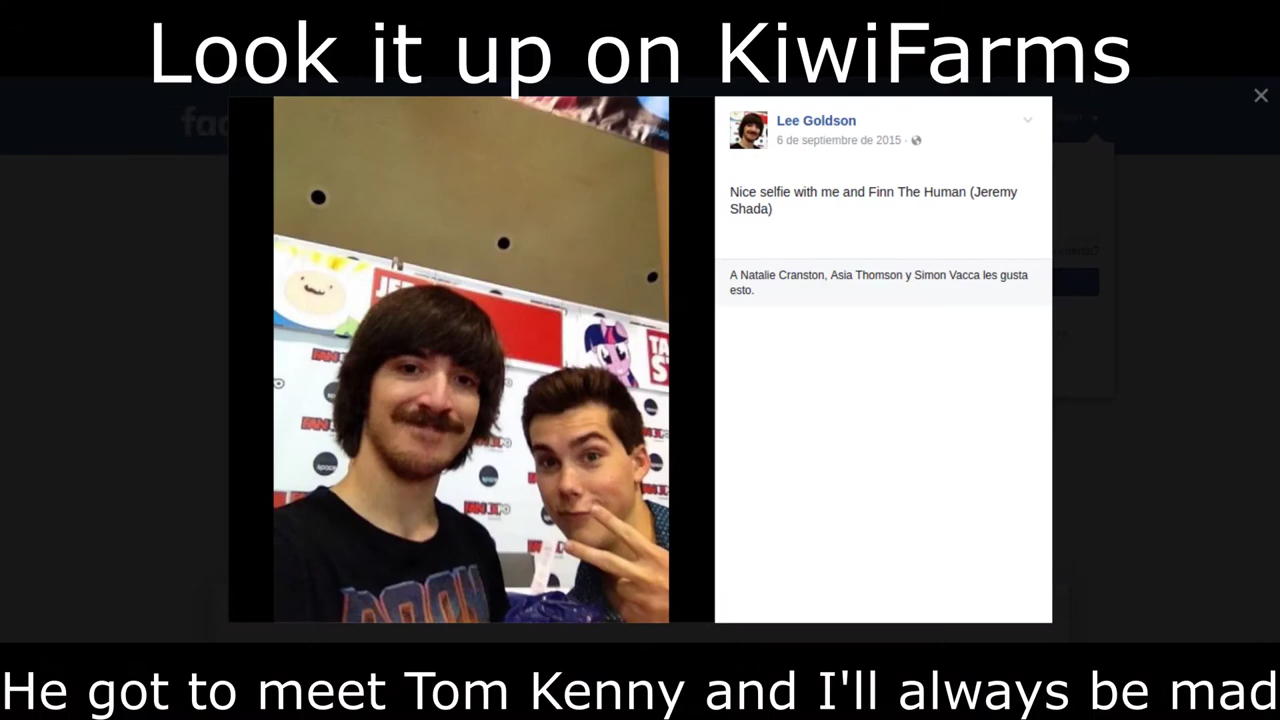 Look it up on KiwiFarms
Lee Goldson
6 de septiembre de 2015 ·
Nice selfie with me and Finn The Human (Jeremy
Shada)
A Natalie Cranston, Asia Thomson y Simon Vacca les gusta
esto.
space
He got to meet Tom Kenny and I'll always be mad